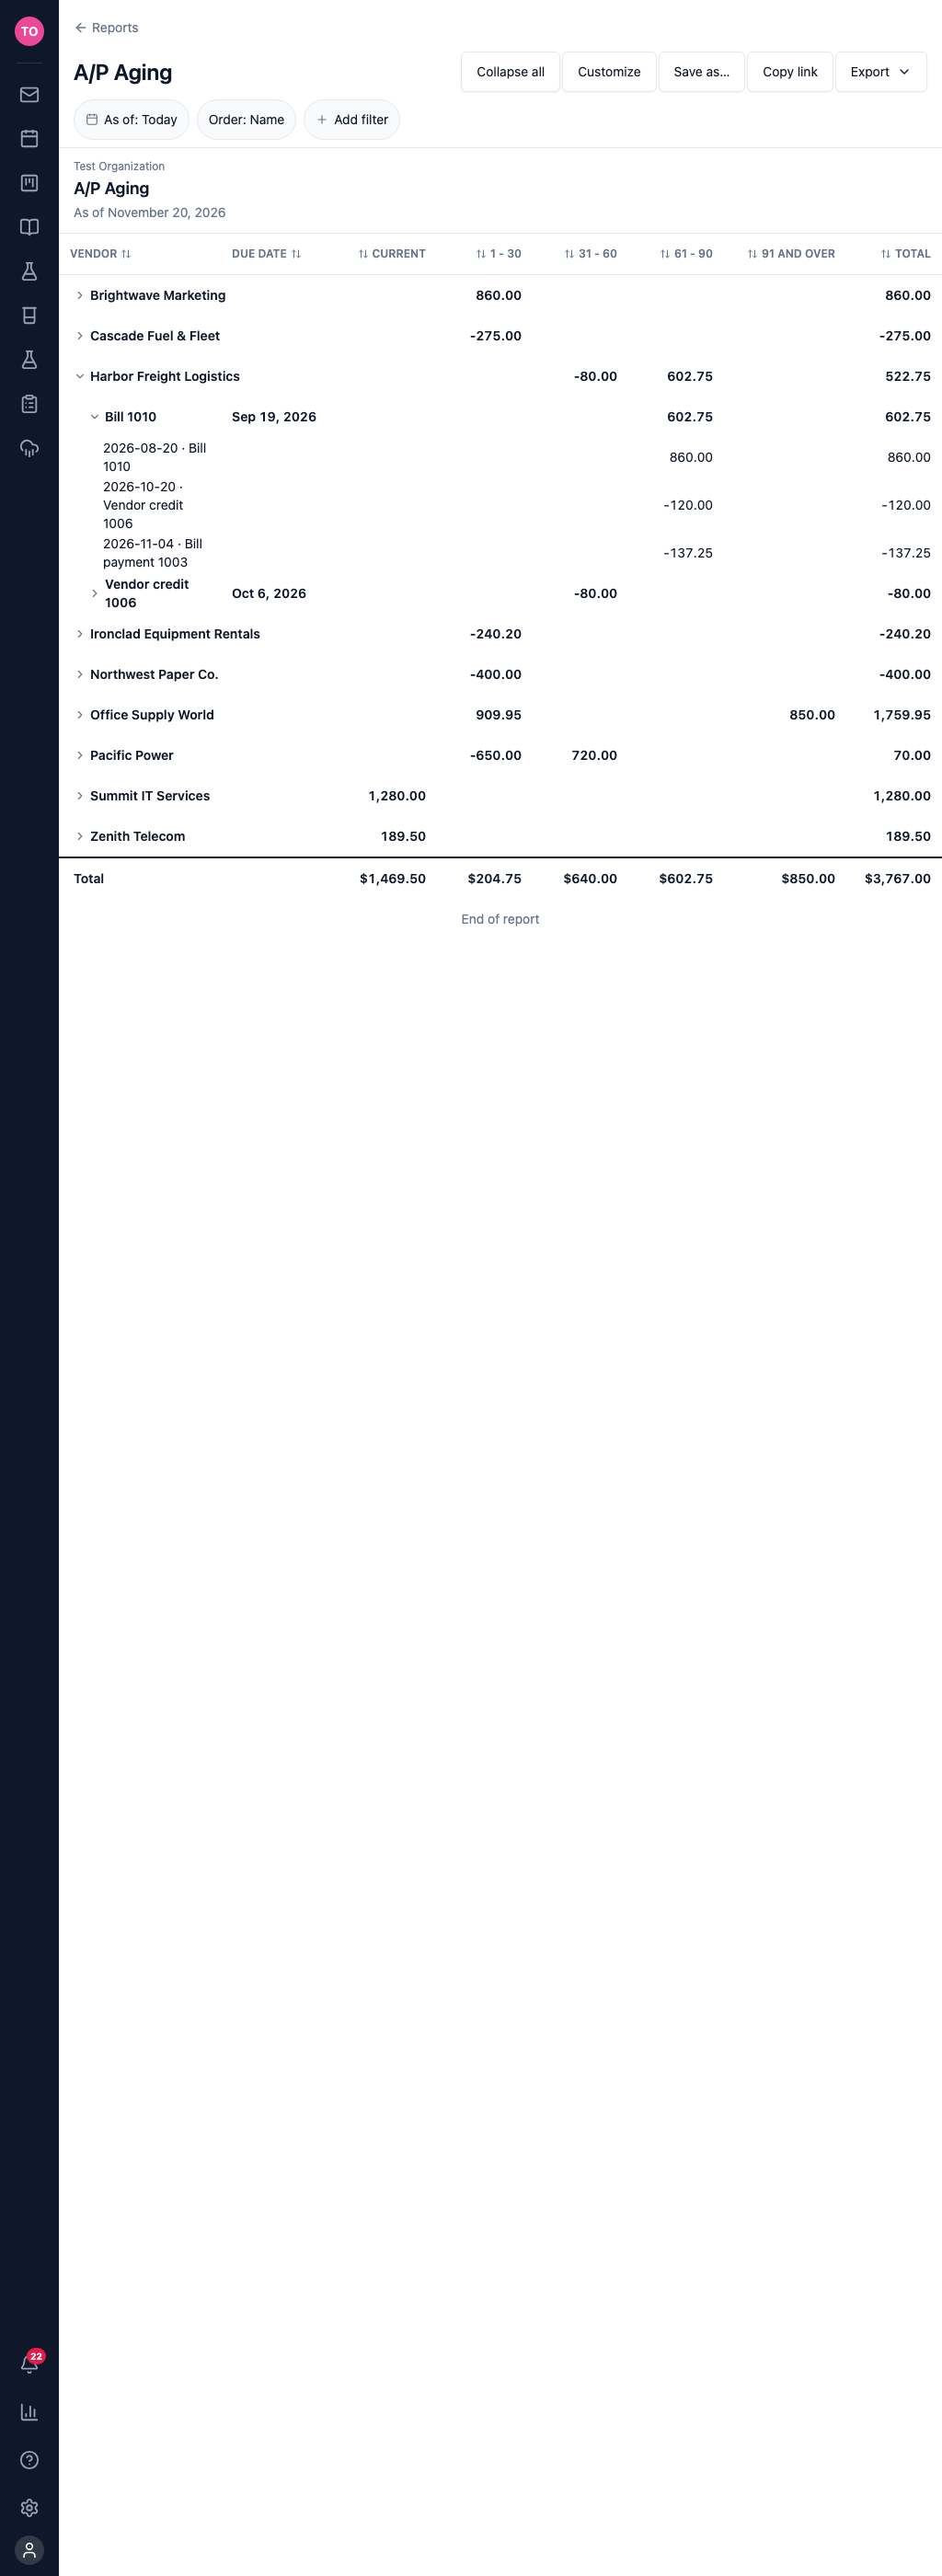 TO
Reports
A/P Aging
Collapse all
Customize
Save as...
Copy link
Export
As of: Today
Order: Name
Add filter
Test Organization
A/P Aging
As of November 20, 2026
VENDOR DUE DATE CURRENT 1 - 30 31 - 60 61 - 90 91 AND OVER TOTAL
Brightwave Marketing 860.00 860.00
Cascade Fuel & Fleet -275.00 -275.00
Harbor Freight Logistics -80.00 602.75 522.75
Bill 1010 Sep 19, 2026 602.75 602.75
2026-08-20 · Bill
1010
860.00 860.00
2026-10-20 ·
Vendor credit
1006
-120.00 -120.00
2026-11-04 · Bill
payment 1003
-137.25 -137.25
Vendor credit
1006
Oct 6, 2026 -80.00 -80.00
Ironclad Equipment Rentals -240.20 -240.20
Northwest Paper Co. -400.00 -400.00
Office Supply World 909.95 850.00 1,759.95
Pacific Power -650.00 720.00 70.00
Summit IT Services 1,280.00 1,280.00
Zenith Telecom 189.50 189.50
Total $1,469.50 $204.75 $640.00 $602.75 $850.00 $3,767.00
End of report
22